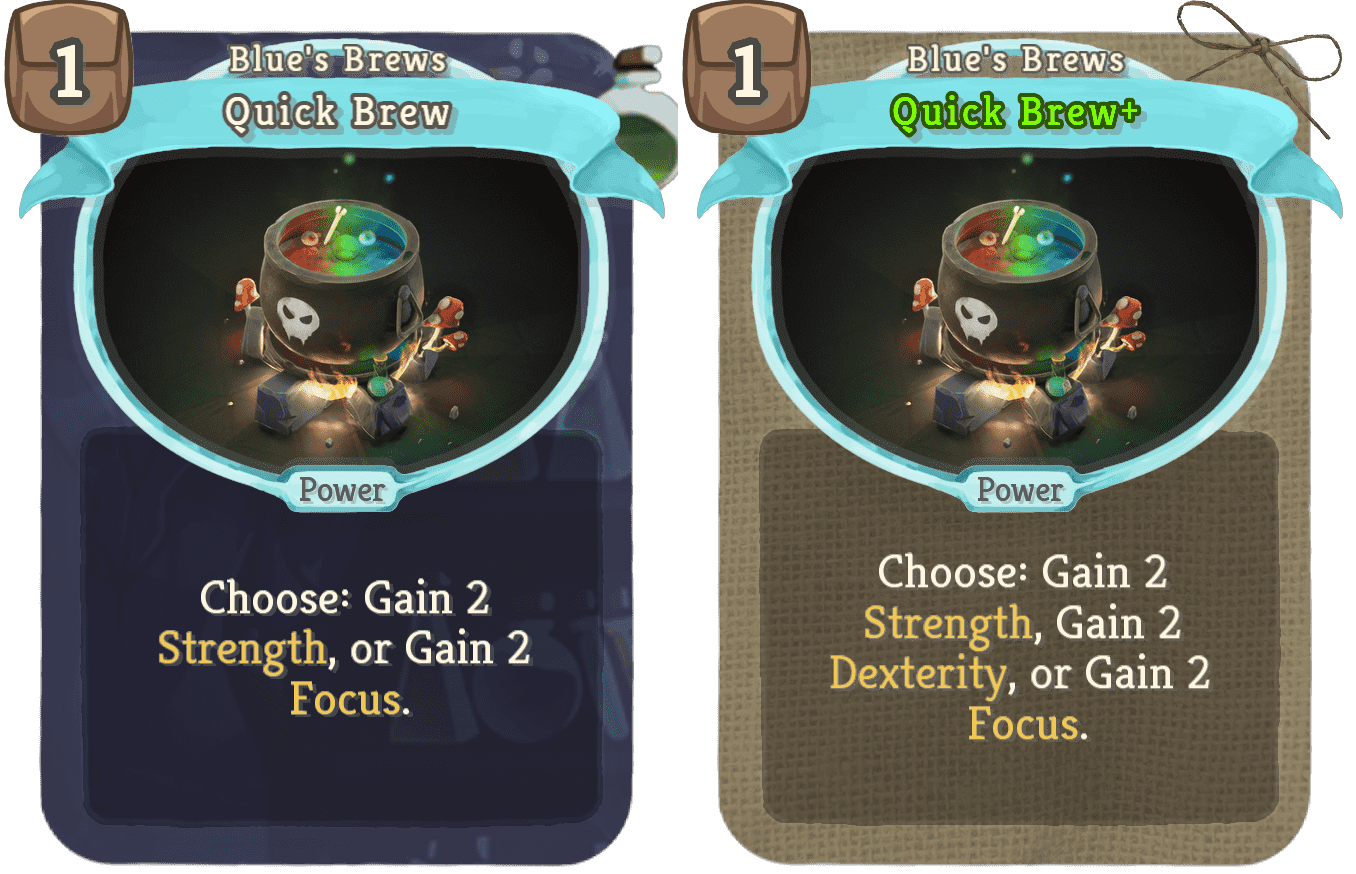 1
Blue's Brews
Quick Brew
Power
Choose: Gain 2
Strength, or Gain 2
Focus.
1
Blue's Brews
Quick Brew+
Power
Choose: Gain 2
Strength, Gain 2
Dexterity, or Gain 2
Focus.